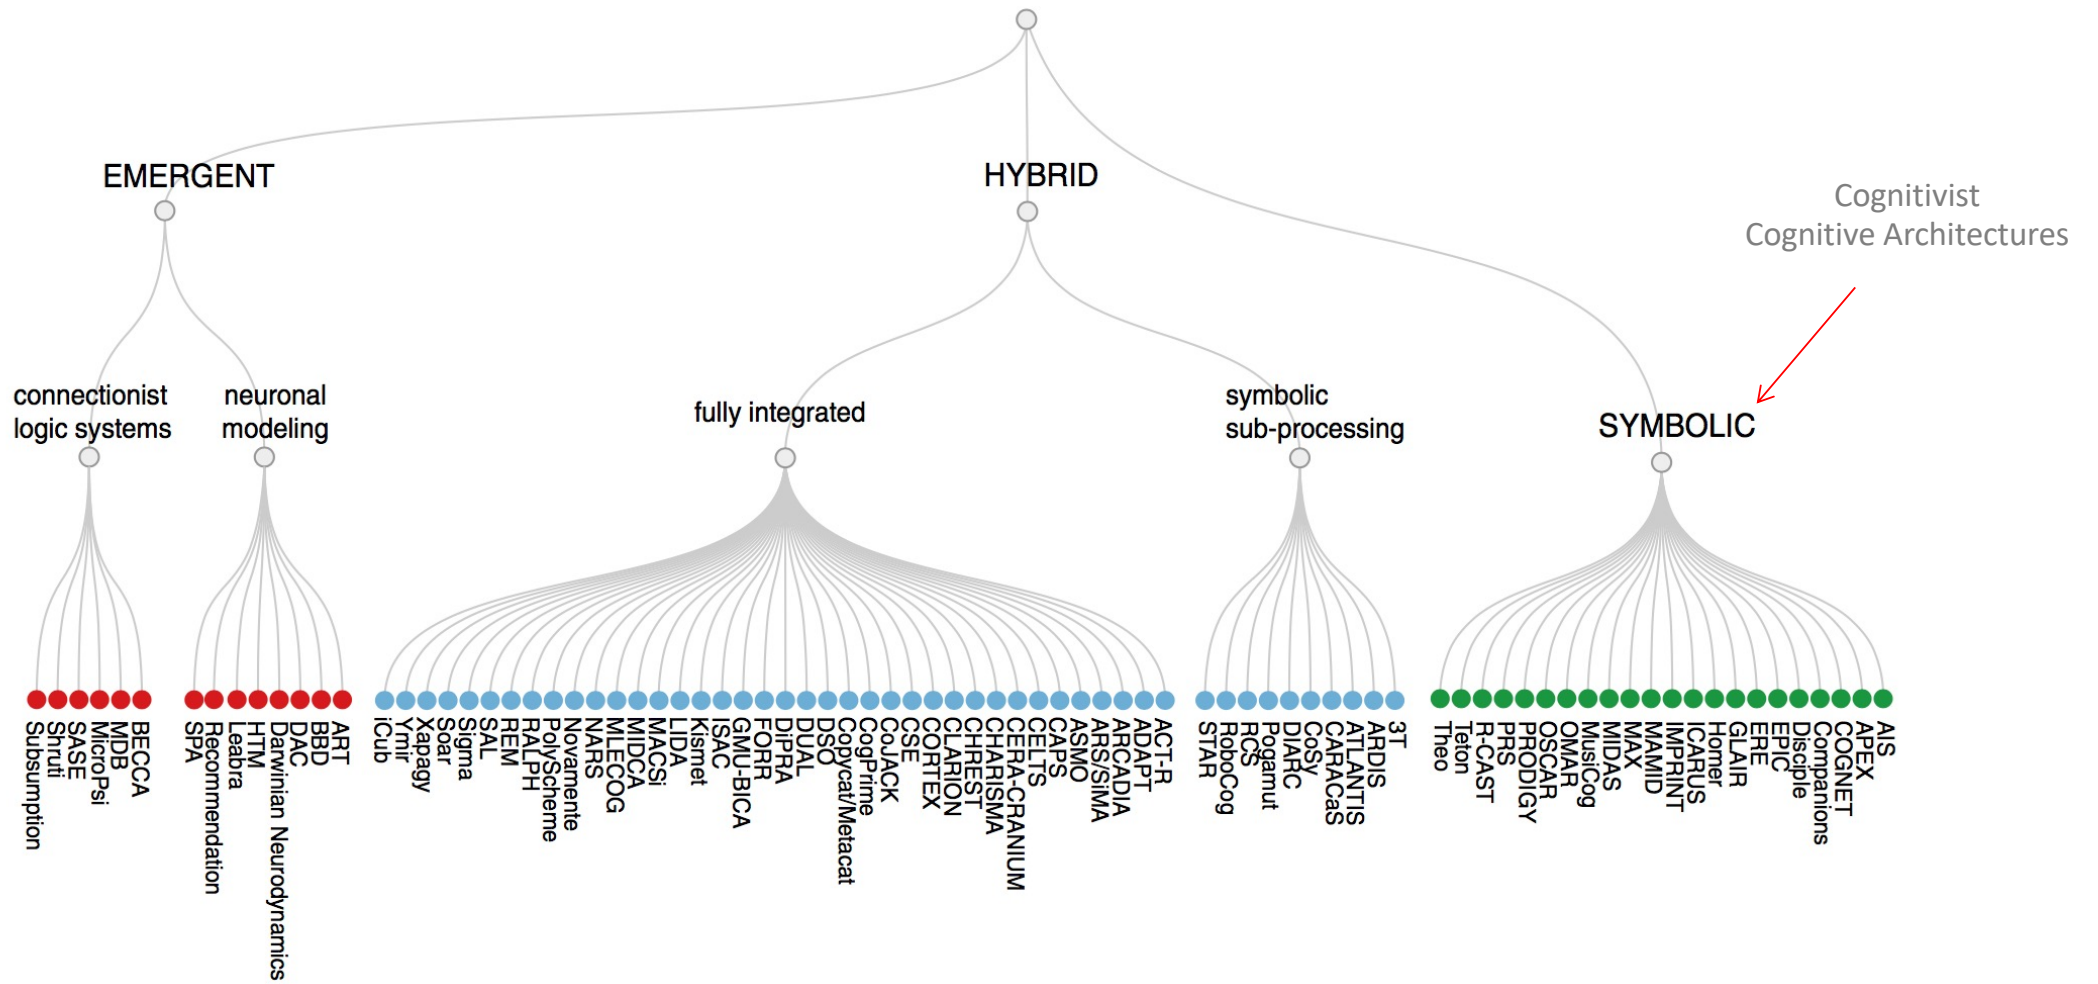 EMERGENT
HYBRID
Cognitivist
Cognitive Architectures
connectionist
logic systems
neuronal
modeling
fully integrated
symbolic
sub-processing
SYMBOLIC
Subsumption
Shruti
SASE
MicroPsi
MDB
BECCA
SPA
Recommendation
Leabra
HTM
Darwinian Neurodynamics
DAC
BBD
ART
iCub
Ymir
Xapagy
Soar
Sigma
SAL
REM
RALPH
PolyScheme
Novamente
NARS
MLECOG
MIDCA
MACSi
LIDA
Kismet
ISAC
GMU-BICA
FORR
DiPRA
DUAL
DSO
Copycat/Metacat
CogPrime
CoJACK
CSE
CORTEX
CLARION
CHREST
CHARISMA
CERA-CRANIUM
CELTS
CAPS
ASMO
ARS/SiMA
ARCADIA
ADAPT
ACT-R
STAR
RoboCog
RCS
Pogamut
DIARC
CoSy
CARACaS
ATLANTIS
ARDIS
3T
Theo
Teton
R-CAST
PRS
PRODIGY
OSCAR
OMAR
MusiCog
MIDAS
MAX
MAMID
IMPRINT
ICARUS
Homer
GLAIR
ERE
EPIC
Disciple
Companions
COGNET
APEX
AIS